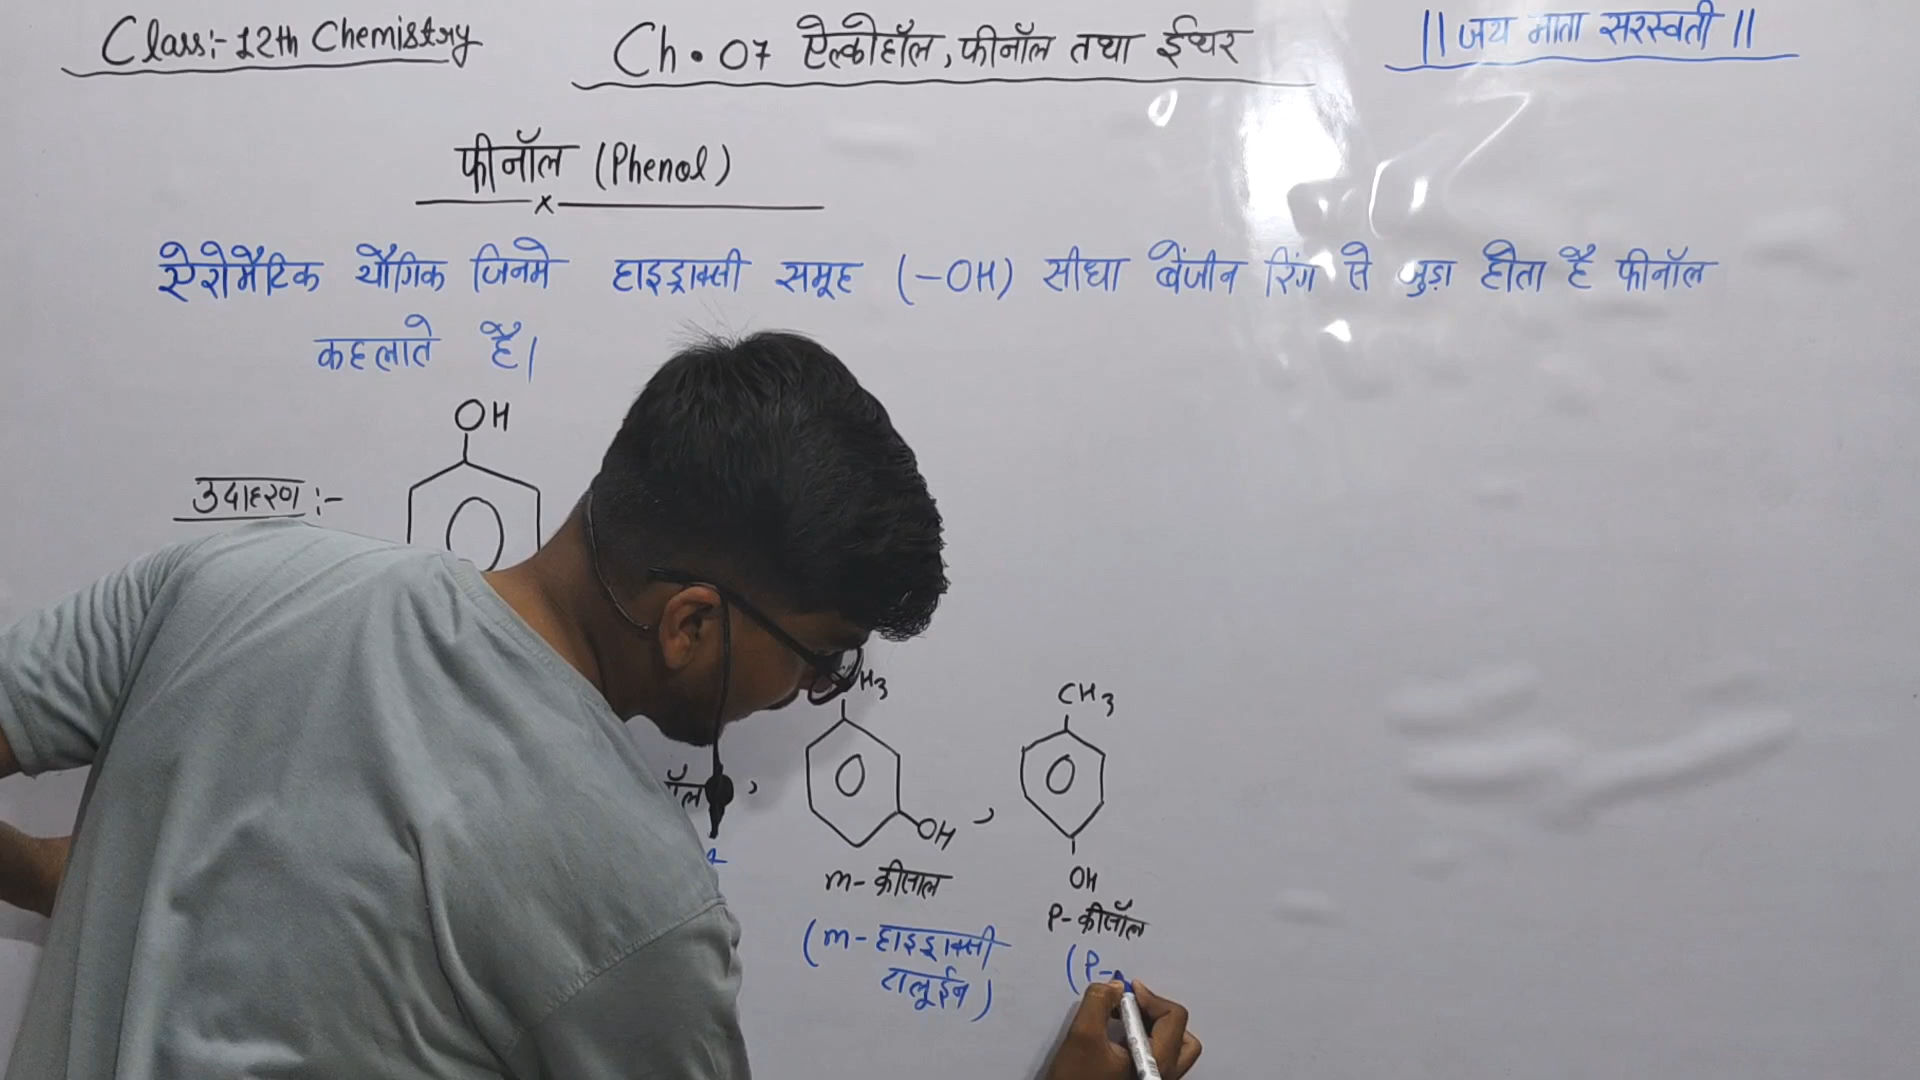 Class:- 12th Chemistry
Ch. 07 ऐल्कोहॉल, फीनॉल तथा ईथर
|| जय माता सरस्वती ||
फीनॉल (Phenol)
x
ऐरोमैटिक यौगिक जिनमे हाइड्राक्सी समूह (-OH) सीधा बेंजीन रिंग से जुड़ा होता है फीनॉल
कहलाते है।
OH
उदाहरण :-
H3
CH3
OH
OH
m- क्रीसाल
P- क्रीसॉल
(m- हाइड्राक्सी
टालूईन)
(P-